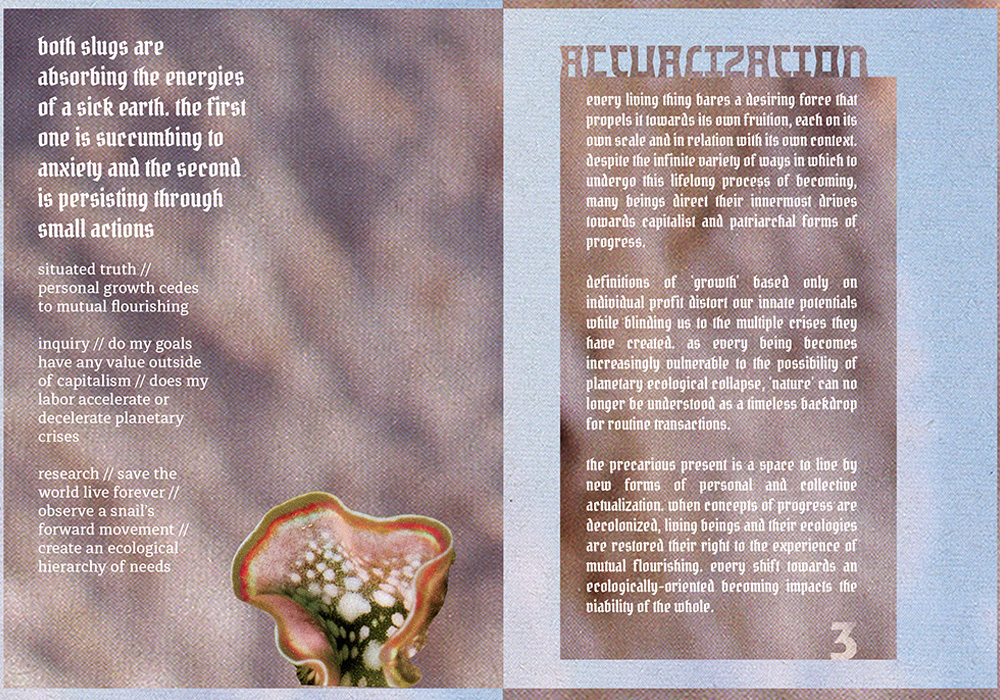 both slugs are
absorbing the energies
of a sick earth. the first
one is succumbing to
anxiety and the second
is persisting through
small actions
situated truth //
personal growth cedes
to mutual flourishing
inquiry // do my goals
have any value outside
of capitalism // does my
labor accelerate or
decelerate planetary
crises
research // save the
world live forever //
observe a snail's
forward movement //
create an ecological
hierarchy of needs
ACTUALIZATION
every living thing bares a desiring force that
propels it towards its own fruition, each on its
own scale and in relation with its own context.
despite the infinite variety of ways in which to
undergo this lifelong process of becoming,
many beings direct their innermost drives
towards capitalist and patriarchal forms of
progress.
definitions of 'growth' based only on
individual profit distort our innate potentials
while blinding us to the multiple crises they
have created. as every being becomes
increasingly vulnerable to the possibility of
planetary ecological collapse, 'nature' can no
longer be understood as a timeless backdrop
for routine transactions.
the precarious present is a space to live by
new forms of personal and collective
actualization. when concepts of progress are
decolonized, living beings and their ecologies
are restored their right to the experience of
mutual flourishing. every shift towards an
ecologically-oriented becoming impacts the
viability of the whole.
3